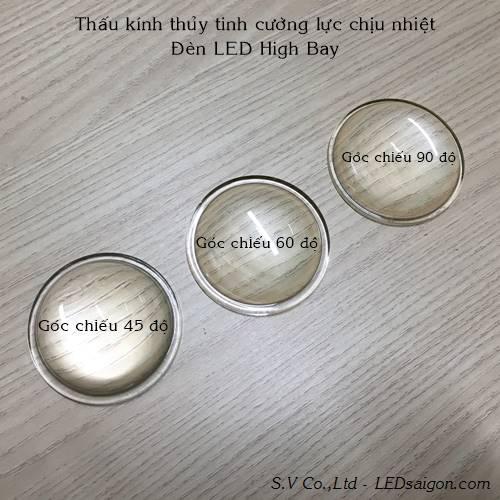 Thấu kính thủy tinh cường lực chịu nhiệt
Đèn LED High Bay
Góc chiếu 90 độ
Góc chiếu 60 độ
Góc chiếu 45 độ
S.V Co.,Ltd - LEDsaigon.com